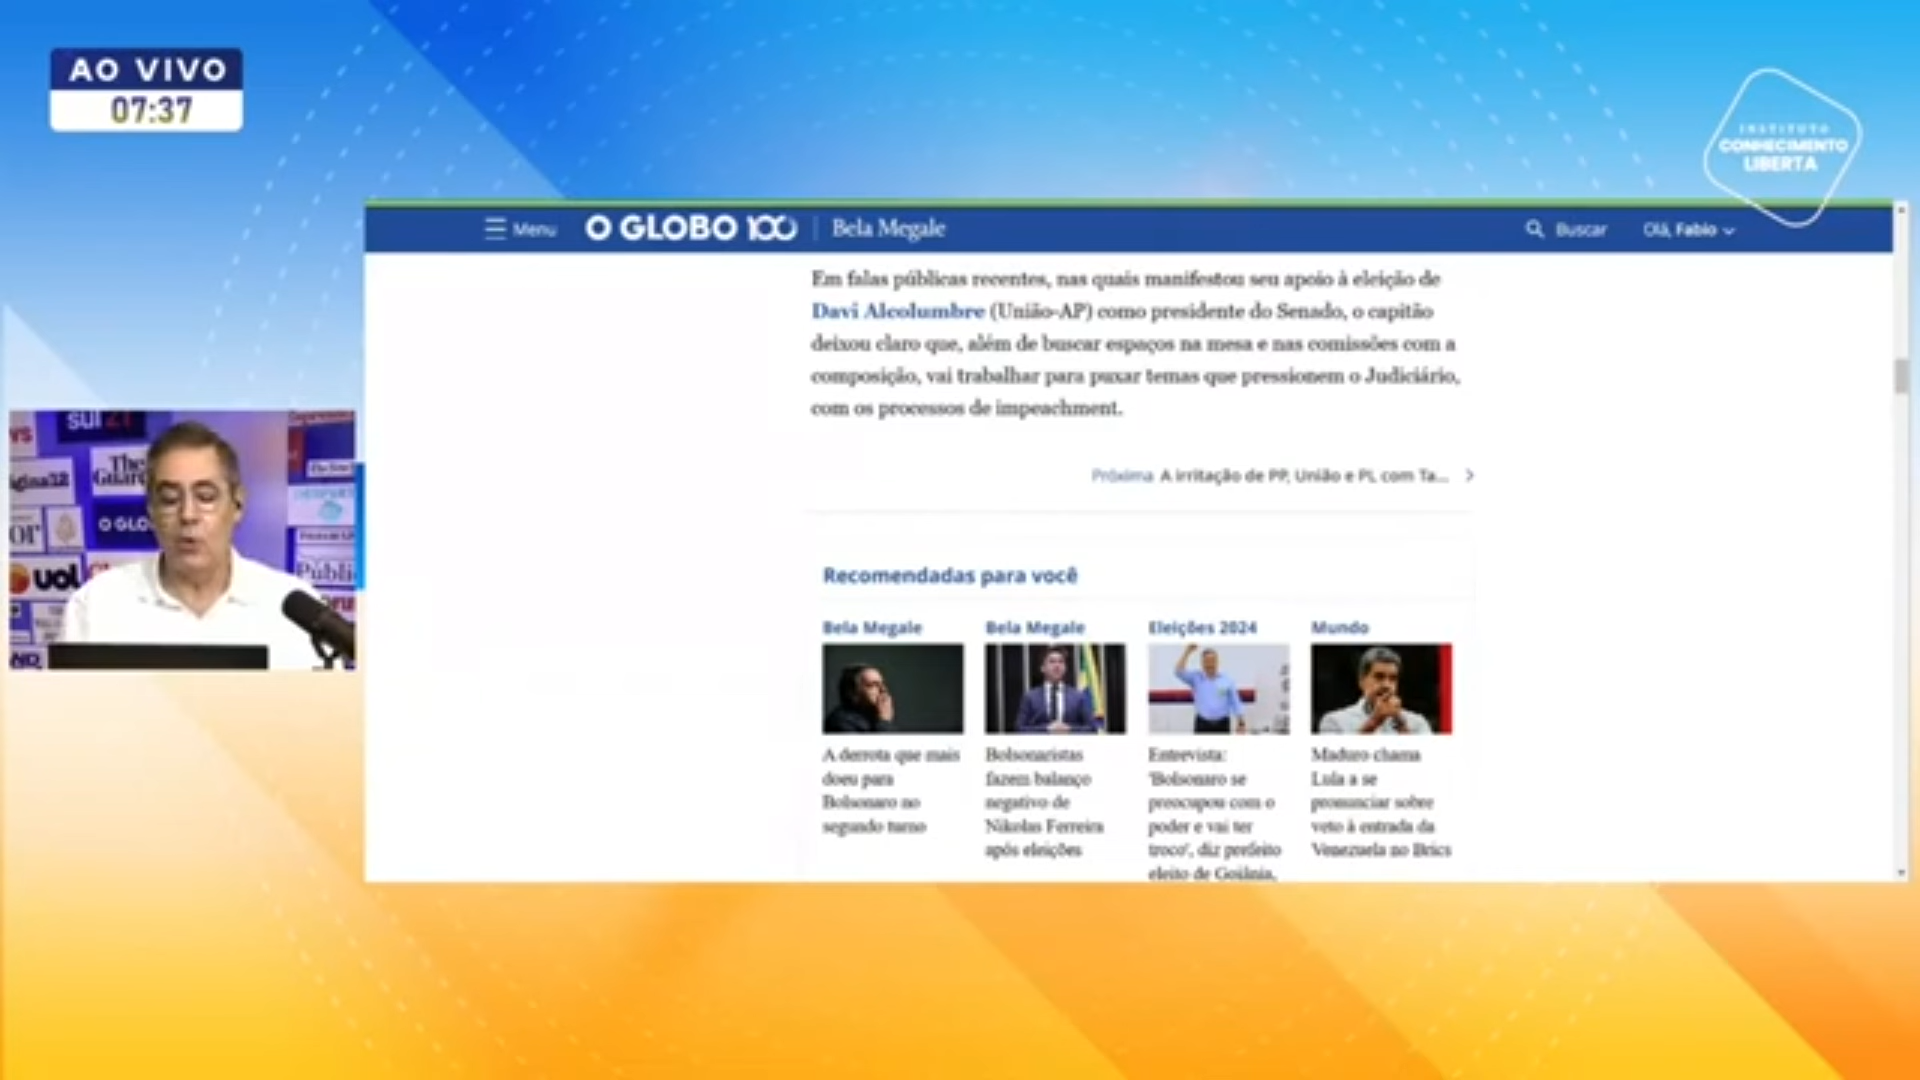 AO VIVO
07:37
INSTITUTO
CONHECIMENTO
LIBERTA
Menu
O GLOBO 100
Bela Megale
Buscar
Olá, Fabio
Em falas públicas recentes, nas quais manifestou seu apoio à eleição de
Davi Alcolumbre (União-AP) como presidente do Senado, o capitão
deixou claro que, além de buscar espaços na mesa e nas comissões com a
composição, vai trabalhar para puxar temas que pressionem o Judiciário,
com os processos de impeachment.
Próxima A irritação de PP, União e PL com Ta...
sul 21
The
Guard
O GLO
uol
Públi
Recomendadas para você
Bela Megale
A derrota que mais
doeu para
Bolsonaro no
segundo turno
Bela Megale
Bolsonaristas
fazem balanço
negativo de
Nikolas Ferreira
após eleições
Eleições 2024
Entrevista:
'Bolsonaro se
preocupou com o
poder e vai ter
troco', diz prefeito
eleito de Goiânia,
Mundo
Maduro chama
Lula a se
pronunciar sobre
veto à entrada da
Venezuela no Brics